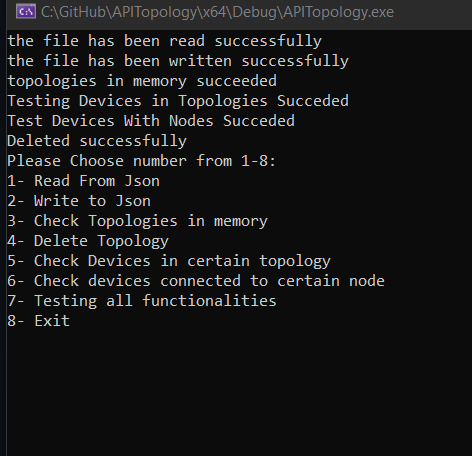 C:\GitHub\APITopology\x64\Debug\APITopology.exe
the file has been read successfully
the file has been written successfully
topologies in memory succeeded
Testing Devices in Topologies Succeded
Test Devices With Nodes Succeded
Deleted successfully
Please Choose number from 1-8:
1- Read From Json
2- Write to Json
3- Check Topologies in memory
4- Delete Topology
5- Check Devices in certain topology
6- Check devices connected to certain node
7- Testing all functionalities
8- Exit